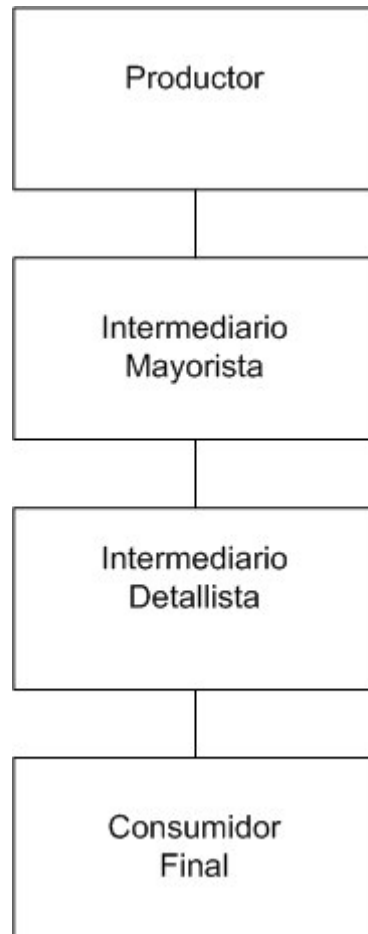 Productor
Intermediario
Mayorista
Intermediario
Detallista
Consumidor
Final